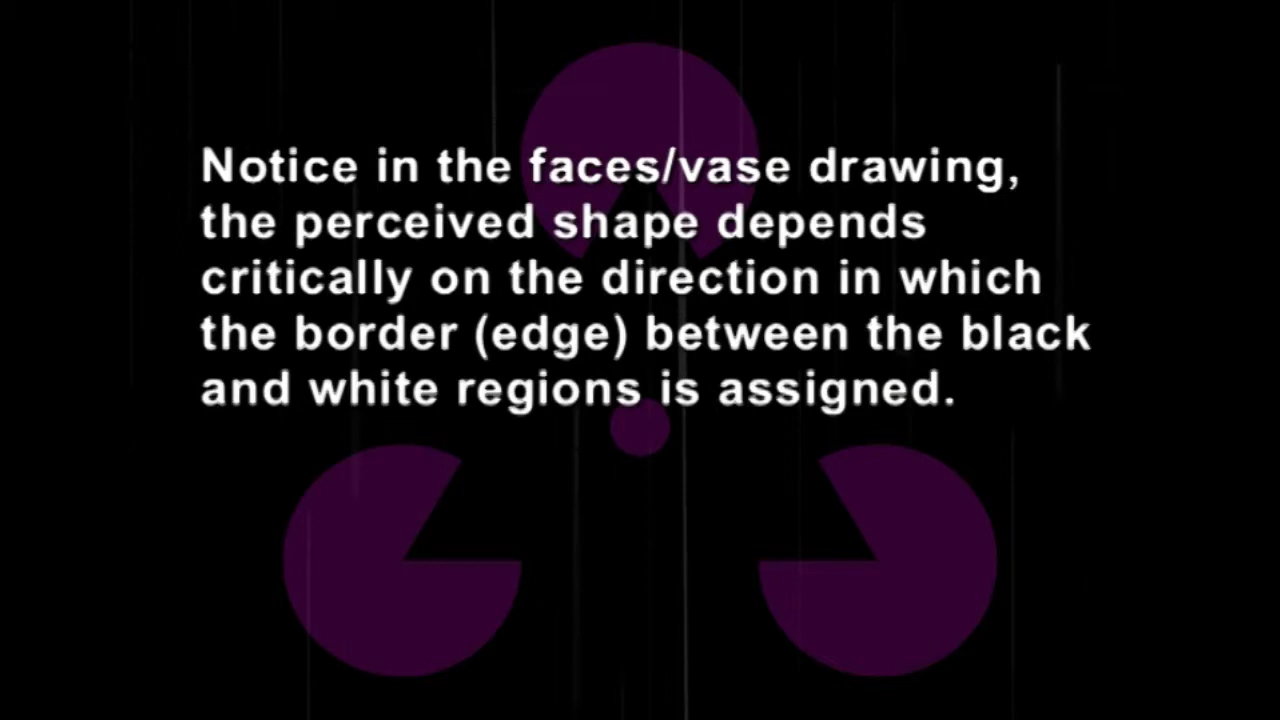 Notice in the faces/vase drawing,
the perceived shape depends
critically on the direction in which
the border (edge) between the black
and white regions is assigned.